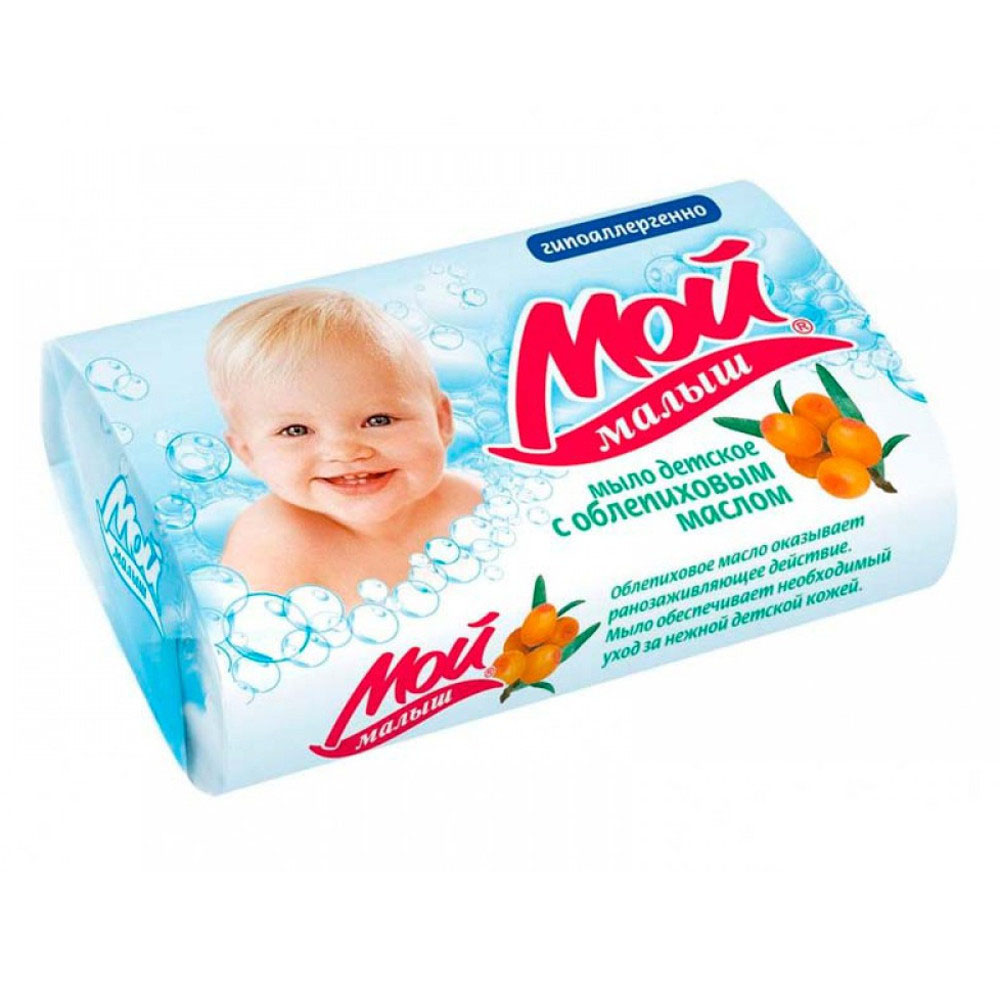 гипоаллергенно
Мой®
малыш
мыло детское
с облепиховым
маслом
Облепиховое масло оказывает
ранозаживляющее действие.
Мыло обеспечивает необходимый
уход за нежной детской кожей.
Мой®
малыш
Мой
малыш